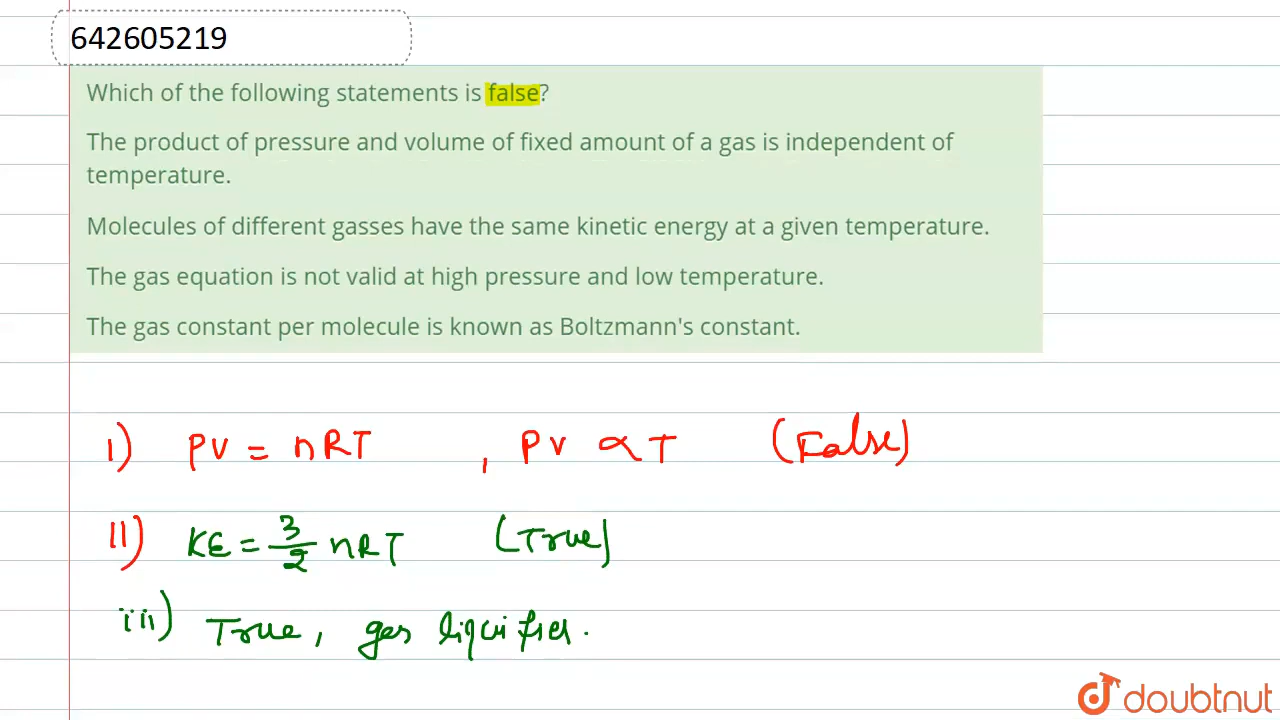 642605219
Which of the following statements is false?
The product of pressure and volume of fixed amount of a gas is independent of
temperature.
Molecules of different gasses have the same kinetic energy at a given temperature.
The gas equation is not valid at high pressure and low temperature.
The gas constant per molecule is known as Boltzmann's constant.
I) PV = nRT , PV ∝ T (False)
II) KE = 3/2 nRT (True)
iii) True, gas liquifies.
doubtnut